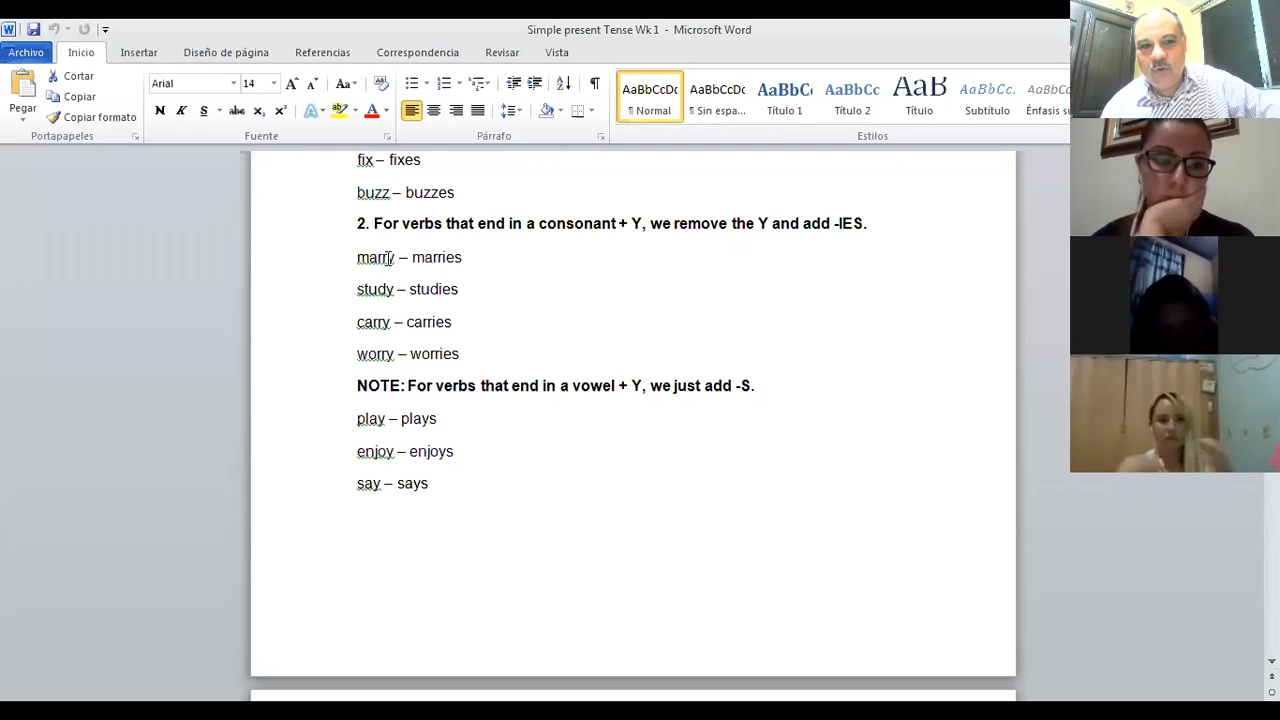 Simple present Tense Wk1 - Microsoft Word
Archivo Inicio Insertar Diseño de página Referencias Correspondencia Revisar Vista
Pegar
Cortar
Copiar
Copiar formato
Portapapeles
Arial 14
Fuente
Párrafo
AaBbCcDc AaBbCcDc AaBbC AaBbCc AaB AaBbCc. AaBbCc
¶ Normal ¶ Sin espa... Título 1 Título 2 Título Subtítulo Énfasis su
Estilos
fix – fixes
buzz – buzzes
2. For verbs that end in a consonant + Y, we remove the Y and add -IES.
marry – marries
study – studies
carry – carries
worry – worries
NOTE: For verbs that end in a vowel + Y, we just add -S.
play – plays
enjoy – enjoys
say – says